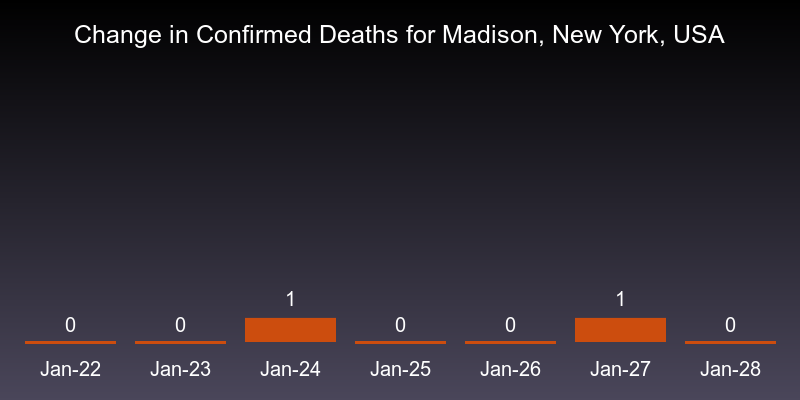 Change in Confirmed Deaths for Madison, New York, USA
0 0 1 0 0 1 0
Jan-22 Jan-23 Jan-24 Jan-25 Jan-26 Jan-27 Jan-28